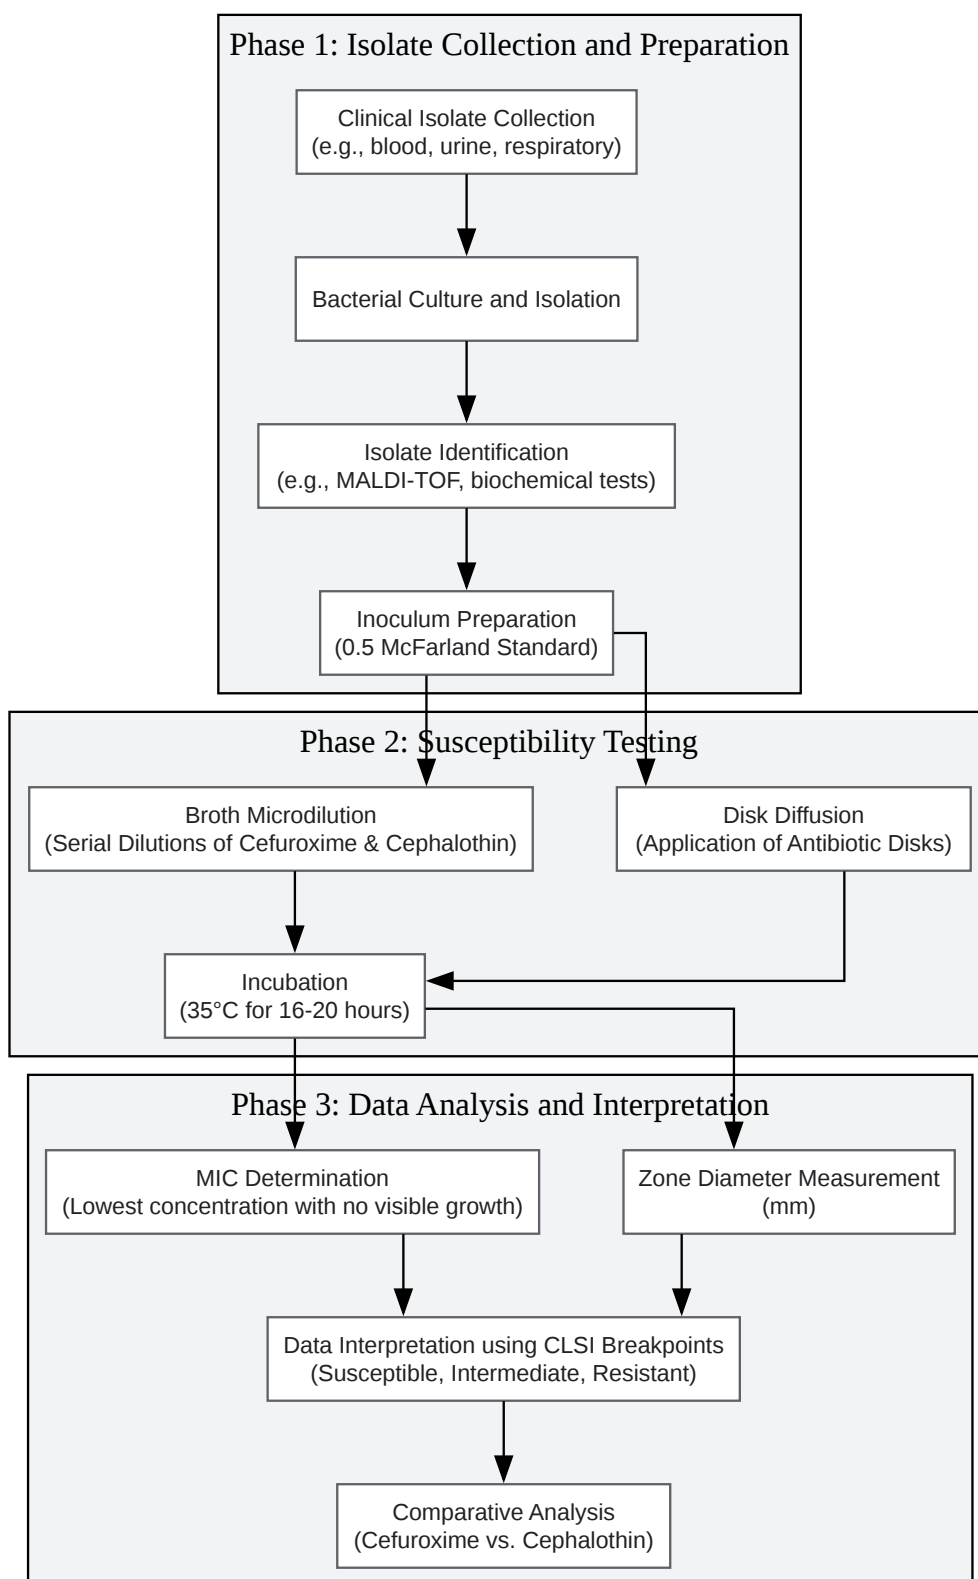 Phase 1: Isolate Collection and Preparation
Clinical Isolate Collection
(e.g., blood, urine, respiratory)
Bacterial Culture and Isolation
Isolate Identification
(e.g., MALDI-TOF, biochemical tests)
Inoculum Preparation
(0.5 McFarland Standard)
Phase 2: Susceptibility Testing
Broth Microdilution
(Serial Dilutions of Cefuroxime & Cephalothin)
Disk Diffusion
(Application of Antibiotic Disks)
Incubation
(35°C for 16-20 hours)
Phase 3: Data Analysis and Interpretation
MIC Determination
(Lowest concentration with no visible growth)
Zone Diameter Measurement
(mm)
Data Interpretation using CLSI Breakpoints
(Susceptible, Intermediate, Resistant)
Comparative Analysis
(Cefuroxime vs. Cephalothin)